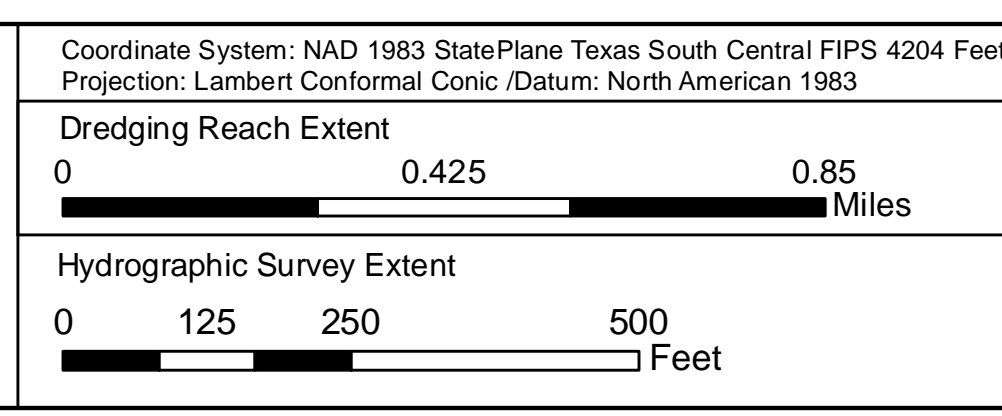 Coordinate System: NAD 1983 StatePlane Texas South Central FIPS 4204 Feet
Projection: Lambert Conformal Conic /Datum: North American 1983
Dredging Reach Extent
0 0.425 0.85
Miles
Hydrographic Survey Extent
0 125 250 500
Feet